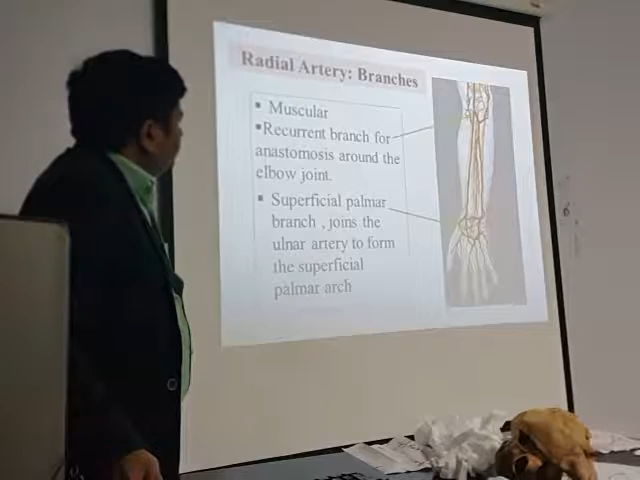 Radial Artery: Branches
▪ Muscular
▪Recurrent branch for
anastomosis around the
elbow joint.
▪ Superficial palmar
branch , joins the
ulnar artery to form
the superficial
palmar arch